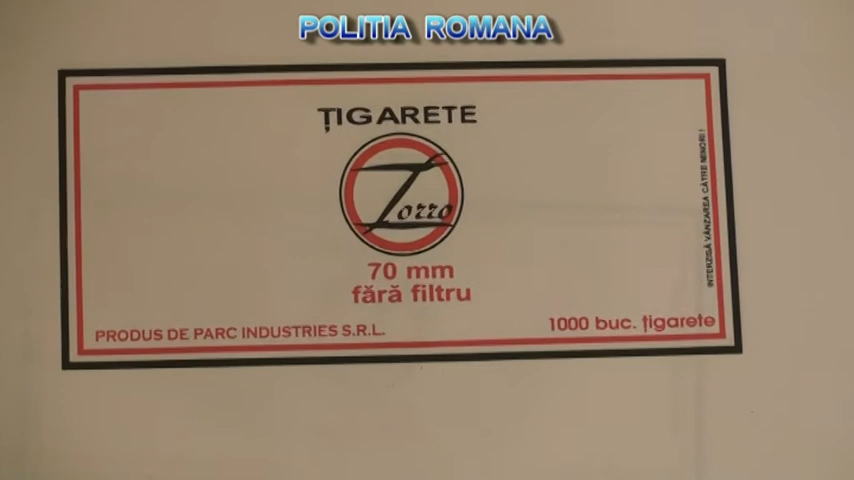 POLITIA ROMANA
ȚIGARETE
Zorro
70 mm
fără filtru
PRODUS DE PARC INDUSTRIES S.R.L.
1000 buc. țigarete
INTERZISĂ VÂNZAREA CĂTRE MINORI !